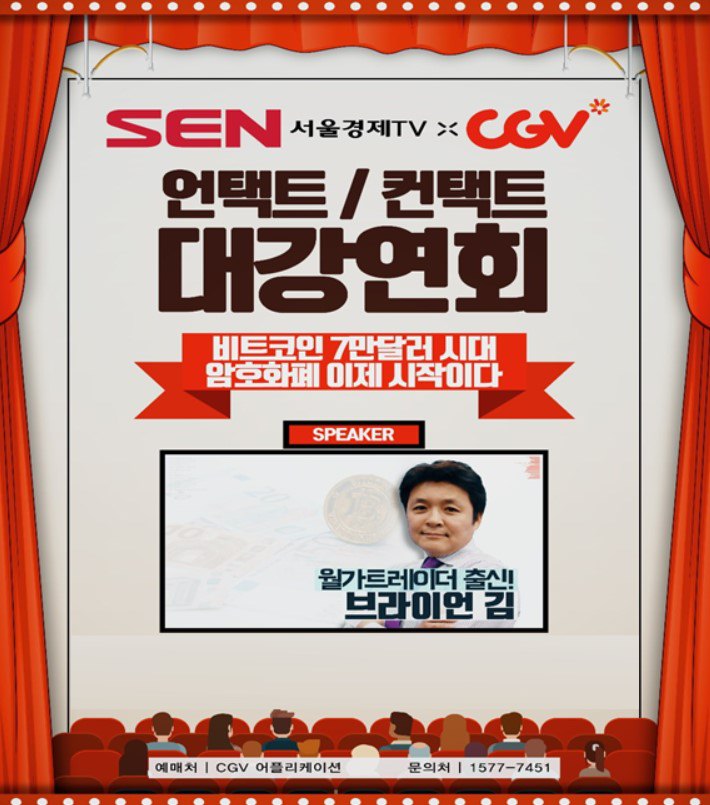 SEN 서울경제TV × CGV
언택트 / 컨택트
대강연회
비트코인 7만달러 시대
암호화폐 이제 시작이다
SPEAKER
월가트레이더 출신!
브라이언 김
예매처 | CGV 어플리케이션 문의처 | 1577-7451